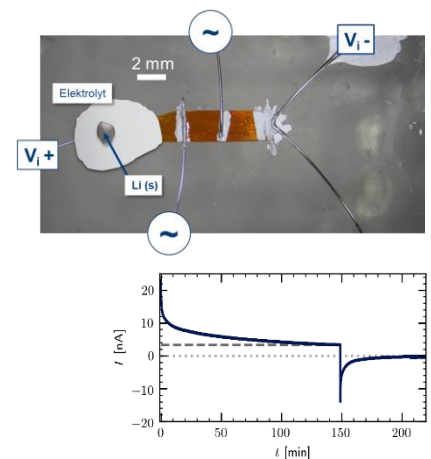 ~
V_i -
2 mm
Elektrolyt
V_i +
Li (s)
~
20
10
0
−10
−20
I [nA]
0
50
100
150
200
t [min]